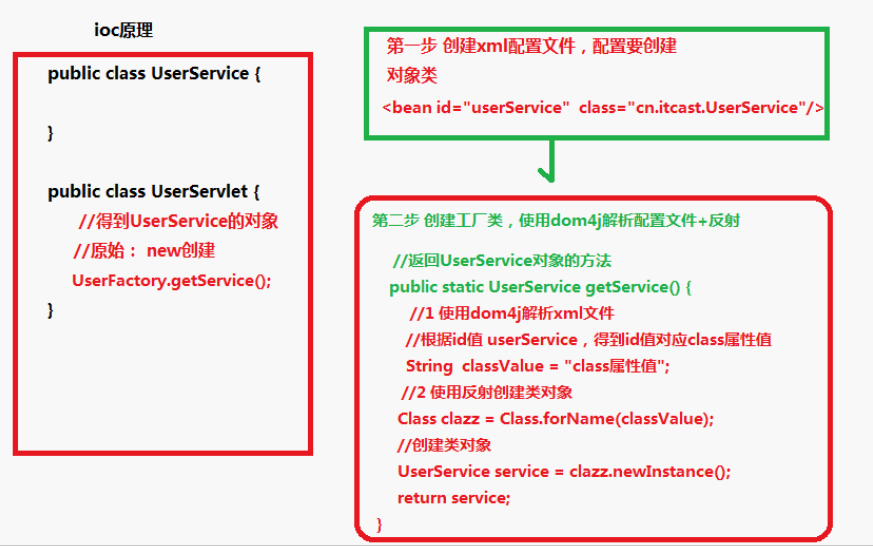 ioc原理
public class UserService {
}
public class UserServlet {
//得到UserService的对象
//原始： new创建
UserFactory.getService();
}
第一步 创建xml配置文件，配置要创建
对象类
<bean id="userService" class="cn.itcast.UserService"/>
第二步 创建工厂类，使用dom4j解析配置文件+反射
//返回UserService对象的方法
public static UserService getService() {
//1 使用dom4j解析xml文件
//根据id值 userService，得到id值对应class属性值
String classValue = "class属性值";
//2 使用反射创建类对象
Class clazz = Class.forName(classValue);
//创建类对象
UserService service = clazz.newInstance();
return service;
}